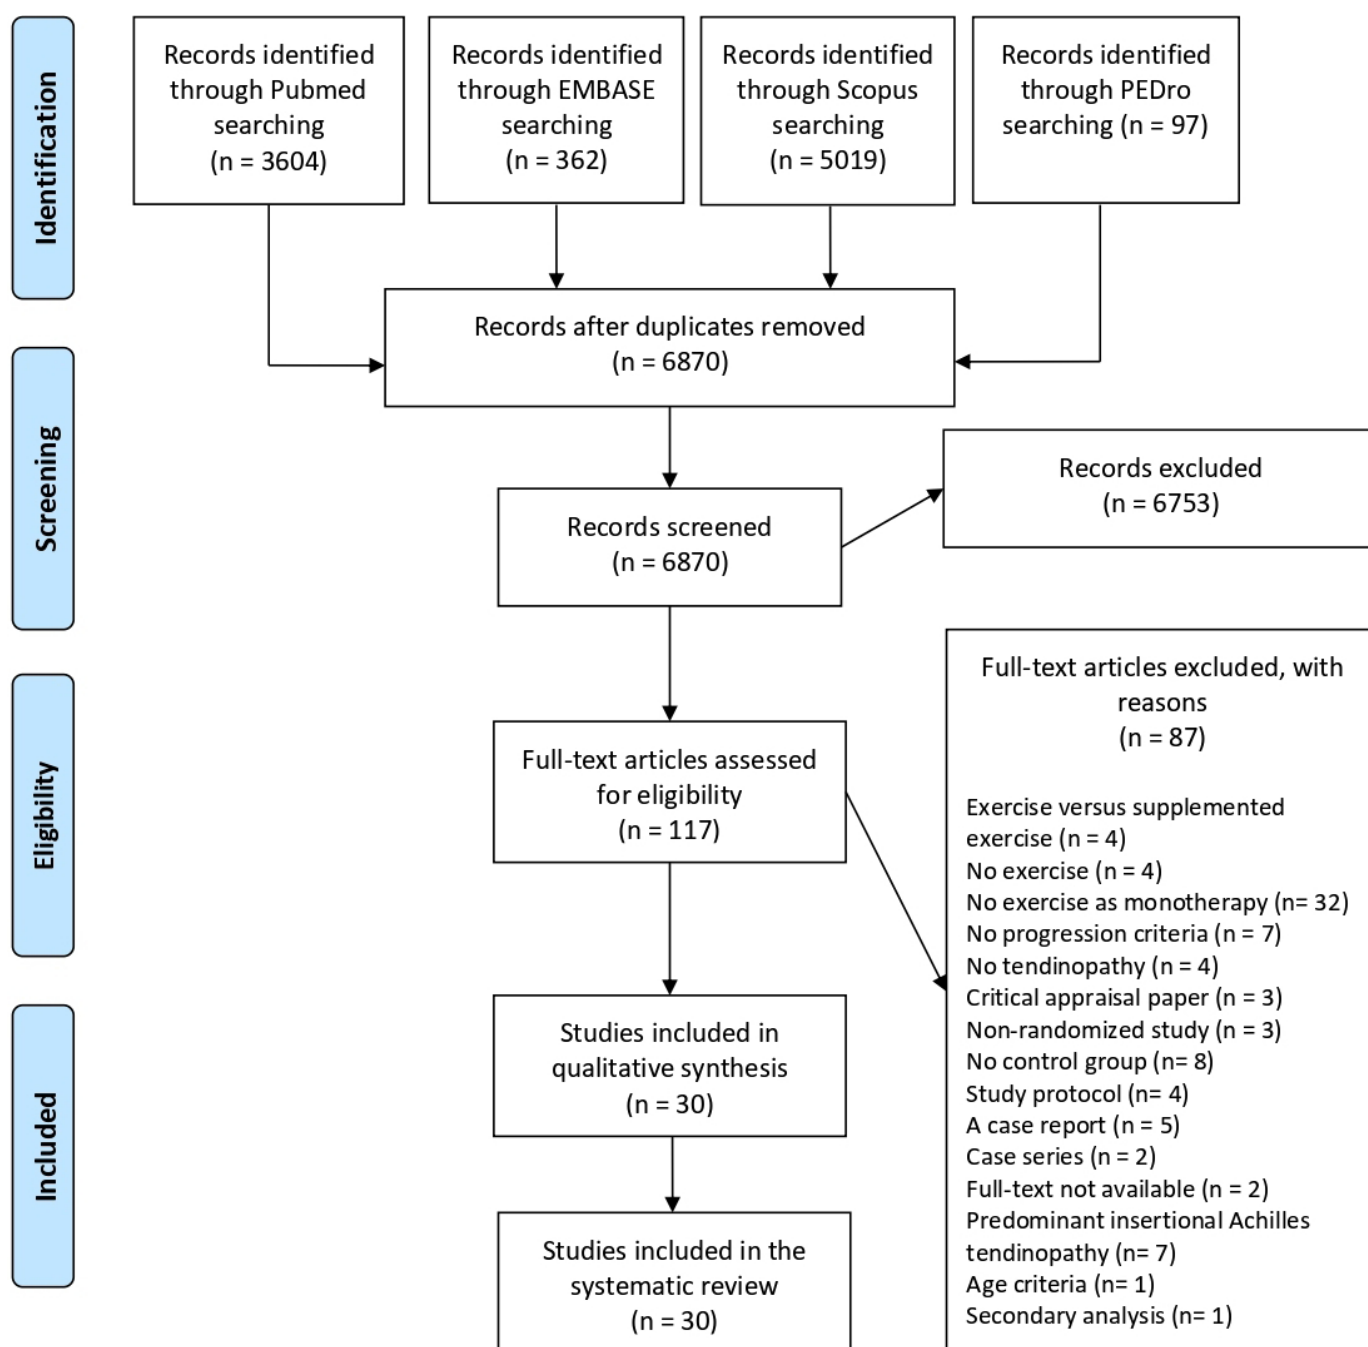 Identification
Records identified
through Pubmed
searching
(n = 3604)
Records identified
through EMBASE
searching
(n = 362)
Records identified
through Scopus
searching
(n = 5019)
Records identified
through PEDro
searching (n = 97)
Records after duplicates removed
(n = 6870)
Screening
Records screened
(n = 6870)
Records excluded
(n = 6753)
Eligibility
Full-text articles assessed
for eligibility
(n = 117)
Full-text articles excluded, with
reasons
(n = 87)
Exercise versus supplemented
exercise (n = 4)
No exercise (n = 4)
No exercise as monotherapy (n= 32)
No progression criteria (n = 7)
No tendinopathy (n = 4)
Critical appraisal paper (n = 3)
Non-randomized study (n = 3)
No control group (n= 8)
Study protocol (n= 4)
A case report (n = 5)
Case series (n = 2)
Full-text not available (n = 2)
Predominant insertional Achilles
tendinopathy (n= 7)
Age criteria (n= 1)
Secondary analysis (n= 1)
Included
Studies included in
qualitative synthesis
(n = 30)
Studies included in the
systematic review
(n = 30)